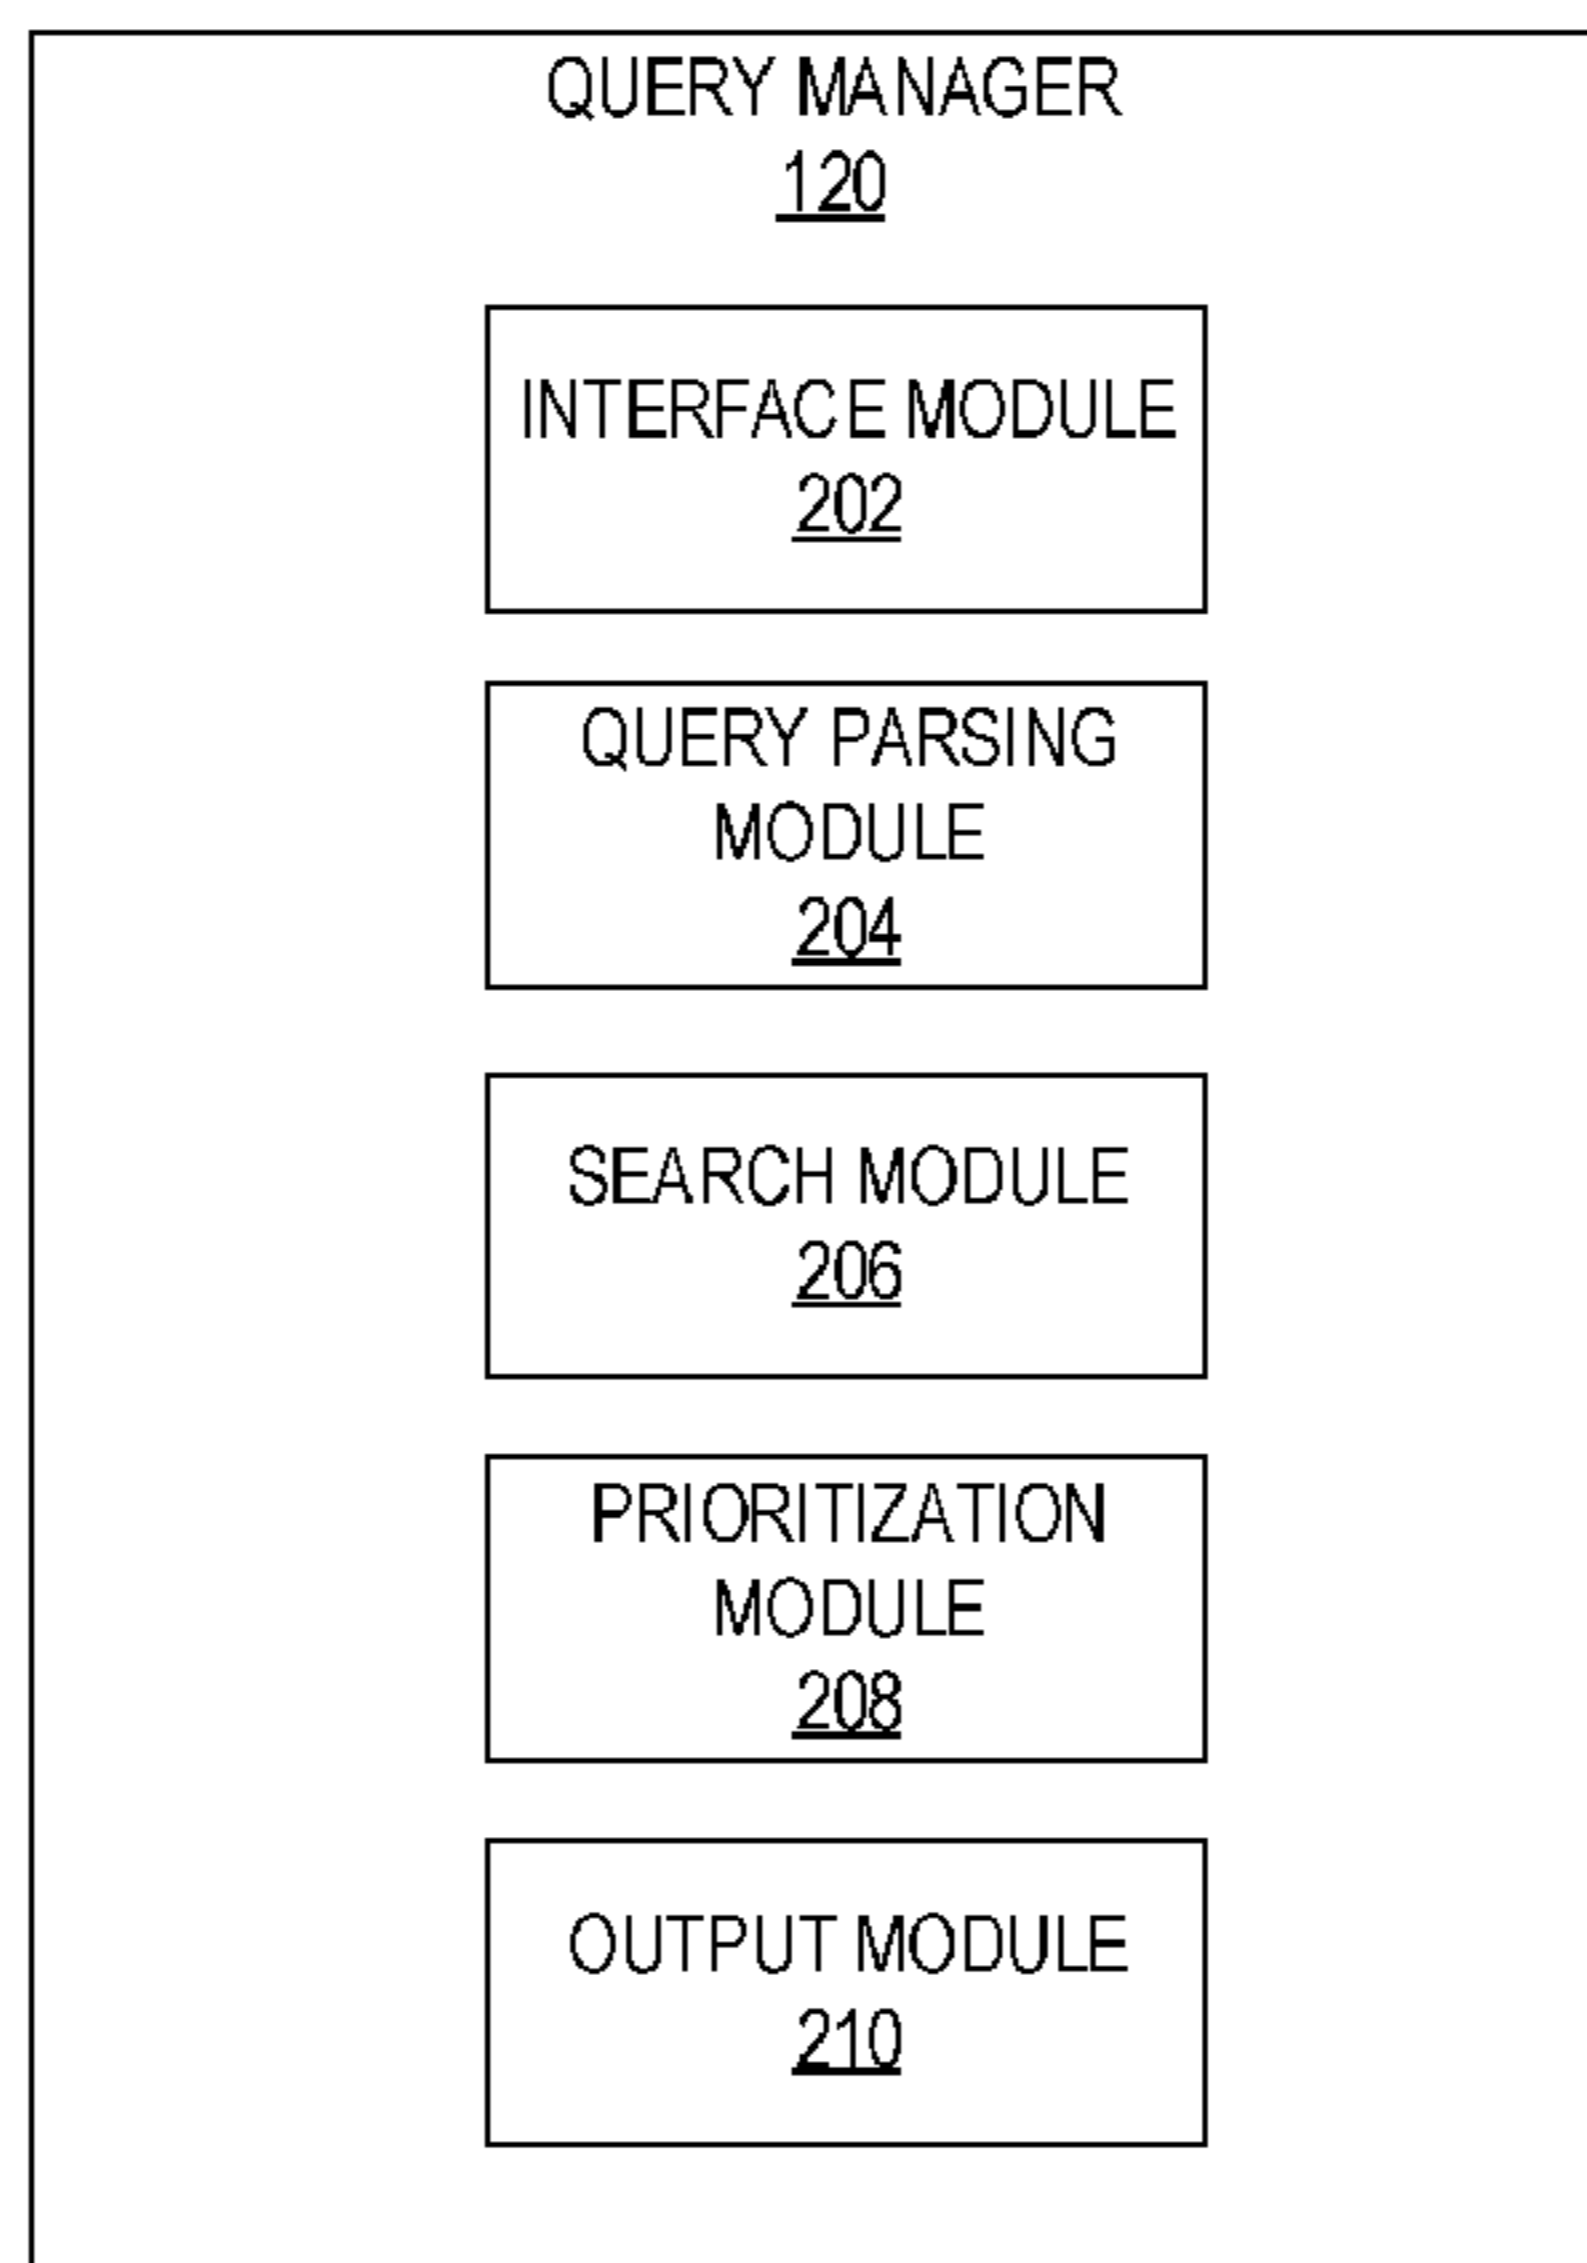 QUERY MANAGER
120
INTERFACE MODULE
202
QUERY PARSING
MODULE
204
SEARCH MODULE
206
PRIORITIZATION
MODULE
208
OUTPUT MODULE
210